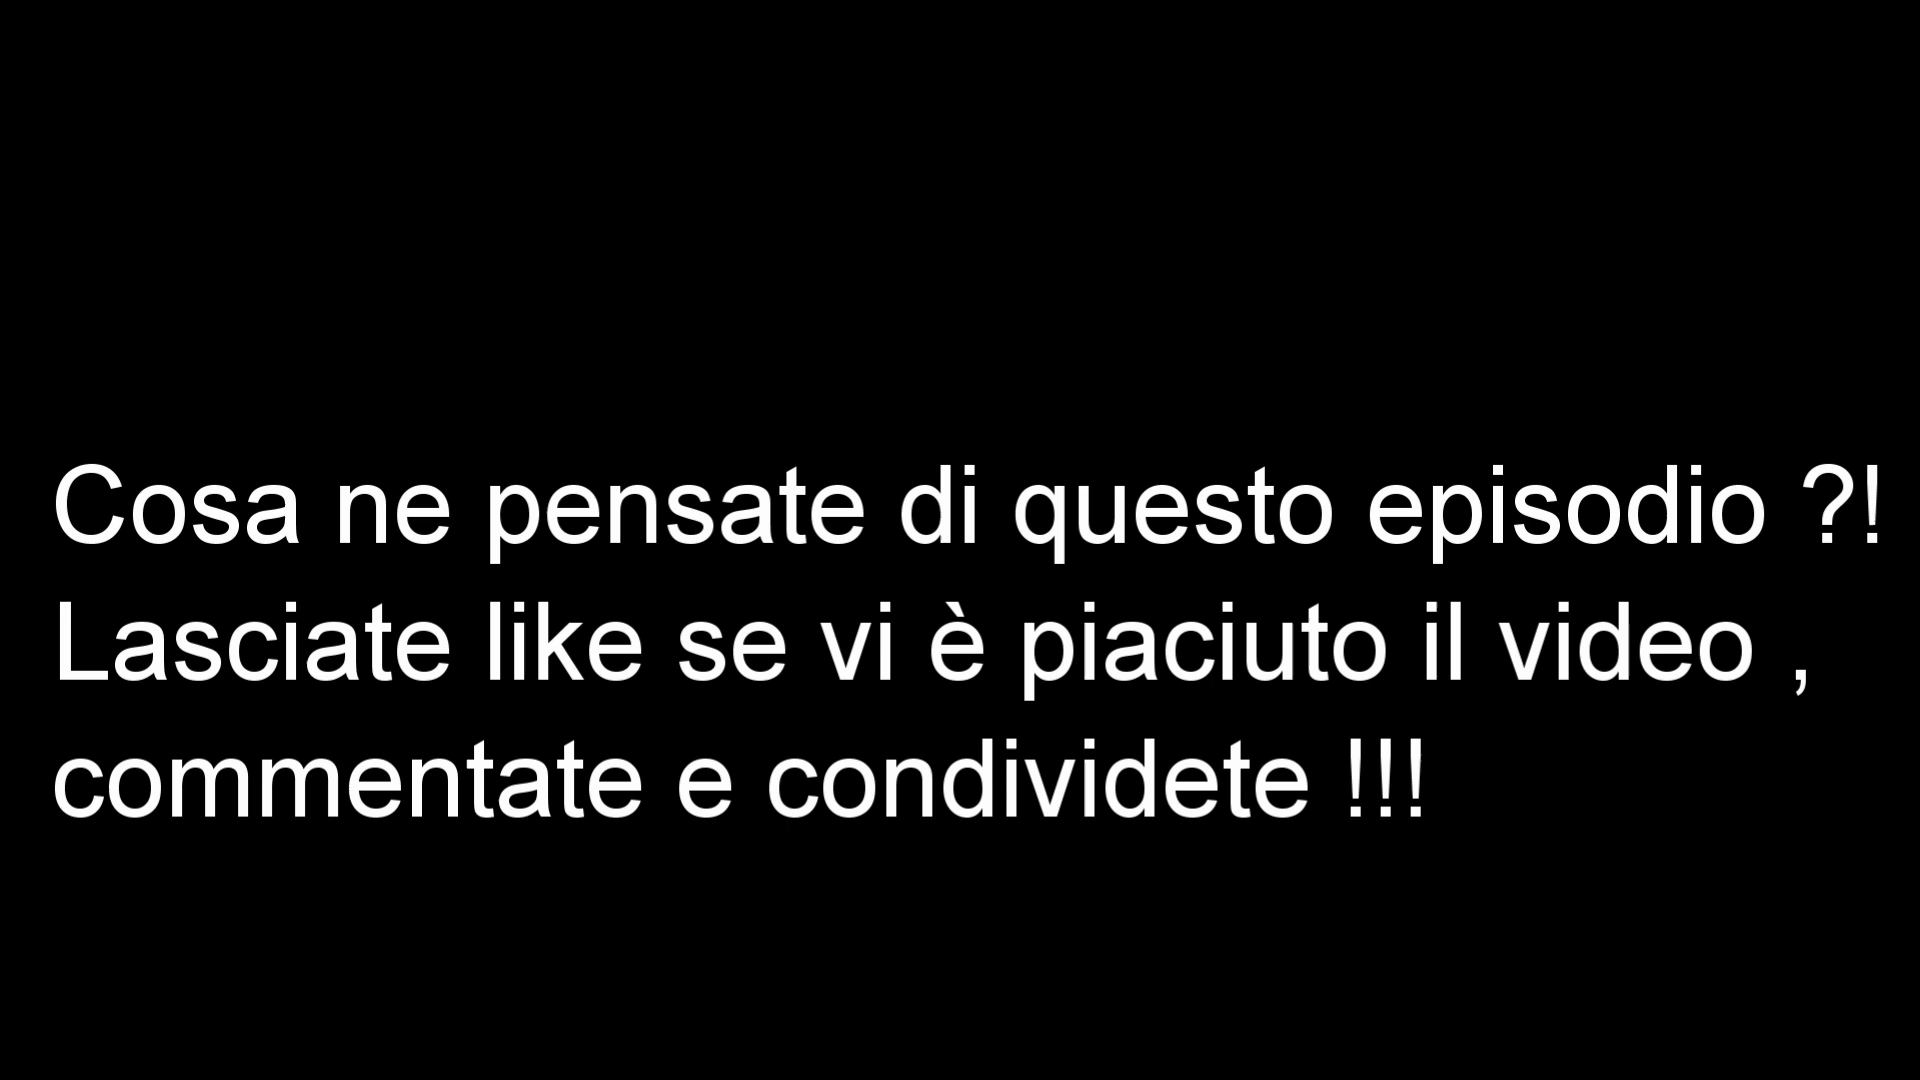 Cosa ne pensate di questo episodio ?!
Lasciate like se vi è piaciuto il video ,
commentate e condividete !!!